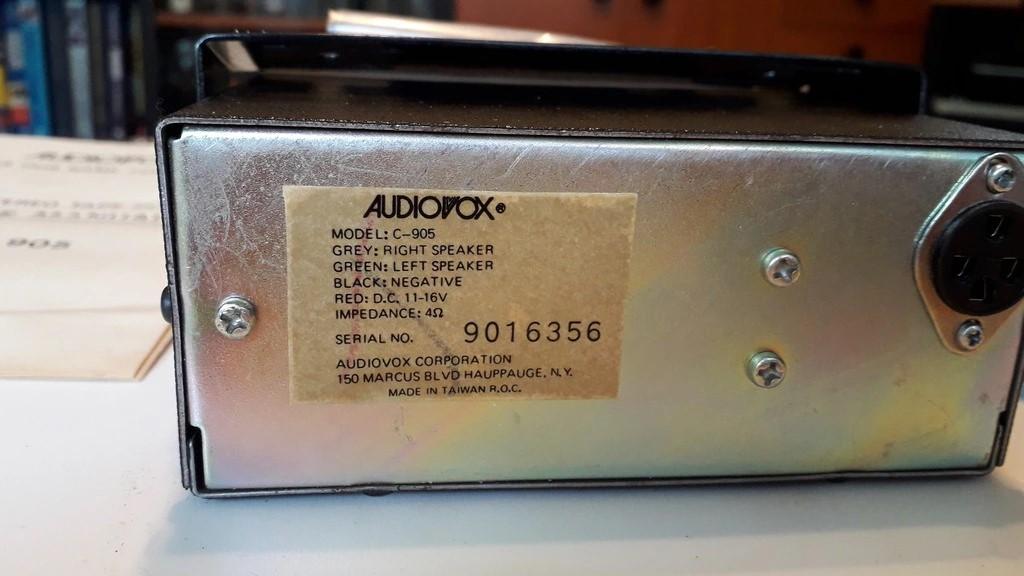 AUDIOVOX®
MODEL: C-905
GREY: RIGHT SPEAKER
GREEN: LEFT SPEAKER
BLACK: NEGATIVE
RED: D.C. 11-16V
IMPEDANCE: 4Ω
SERIAL NO. 9016356
AUDIOVOX CORPORATION
150 MARCUS BLVD HAUPPAUGE, N.Y.
MADE IN TAIWAN R.O.C.
905